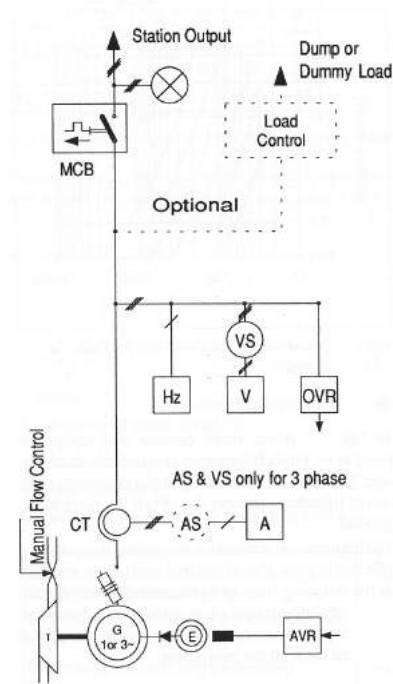 Station Output
Dump or
Dummy Load
Load
Control
MCB
Optional
VS
Hz
V
OVR
AS & VS only for 3 phase
Manual Flow Control
CT
AS
A
T
G
1or 3~
E
AVR